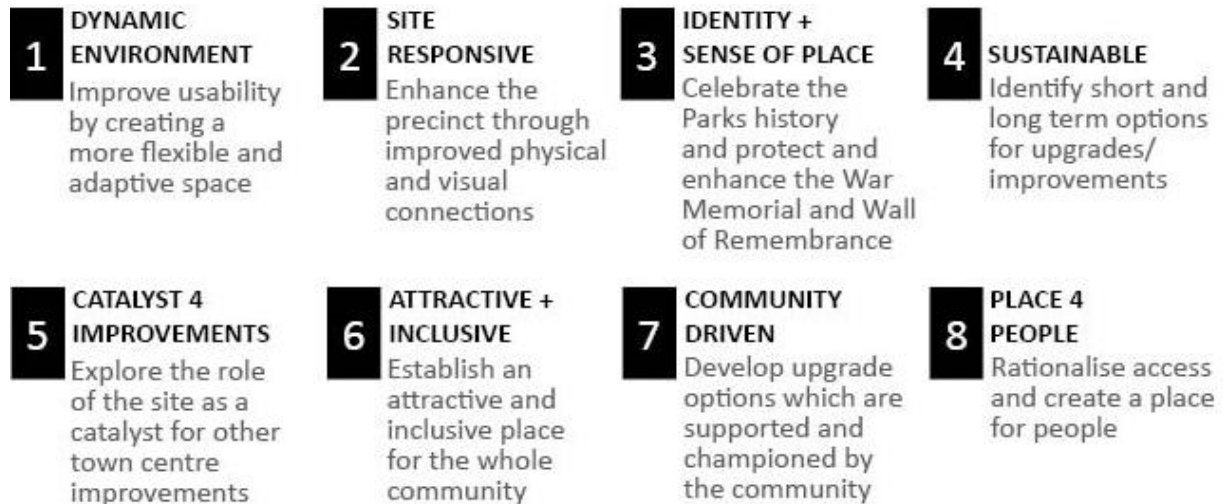 1
DYNAMIC
ENVIRONMENT
Improve usability
by creating a
more flexible and
adaptive space
2
SITE
RESPONSIVE
Enhance the
precinct through
improved physical
and visual
connections
3
IDENTITY +
SENSE OF PLACE
Celebrate the
Parks history
and protect and
enhance the War
Memorial and Wall
of Remembrance
4
SUSTAINABLE
Identify short and
long term options
for upgrades/
improvements
5
CATALYST 4
IMPROVEMENTS
Explore the role
of the site as a
catalyst for other
town centre
improvements
6
ATTRACTIVE +
INCLUSIVE
Establish an
attractive and
inclusive place
for the whole
community
7
COMMUNITY
DRIVEN
Develop upgrade
options which are
supported and
championed by
the community
8
PLACE 4
PEOPLE
Rationalise access
and create a place
for people